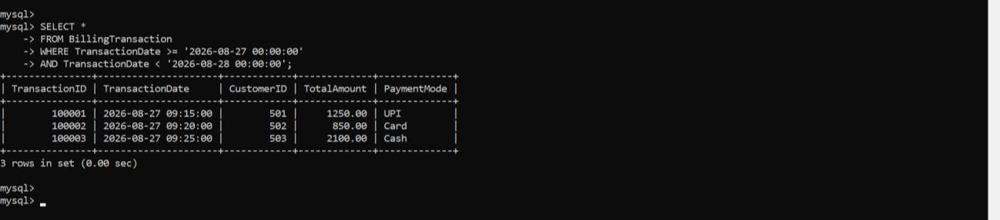 mysql>
mysql> SELECT *
    -> FROM BillingTransaction
    -> WHERE TransactionDate >= '2026-08-27 00:00:00'
    -> AND TransactionDate < '2026-08-28 00:00:00';
+---------------+---------------------+------------+-------------+-------------+
| TransactionID | TransactionDate     | CustomerID | TotalAmount | PaymentMode |
+---------------+---------------------+------------+-------------+-------------+
|        100001 | 2026-08-27 09:15:00 |        501 |     1250.00 | UPI         |
|        100002 | 2026-08-27 09:20:00 |        502 |      850.00 | Card        |
|        100003 | 2026-08-27 09:25:00 |        503 |     2100.00 | Cash        |
+---------------+---------------------+------------+-------------+-------------+
3 rows in set (0.00 sec)

mysql>
mysql>